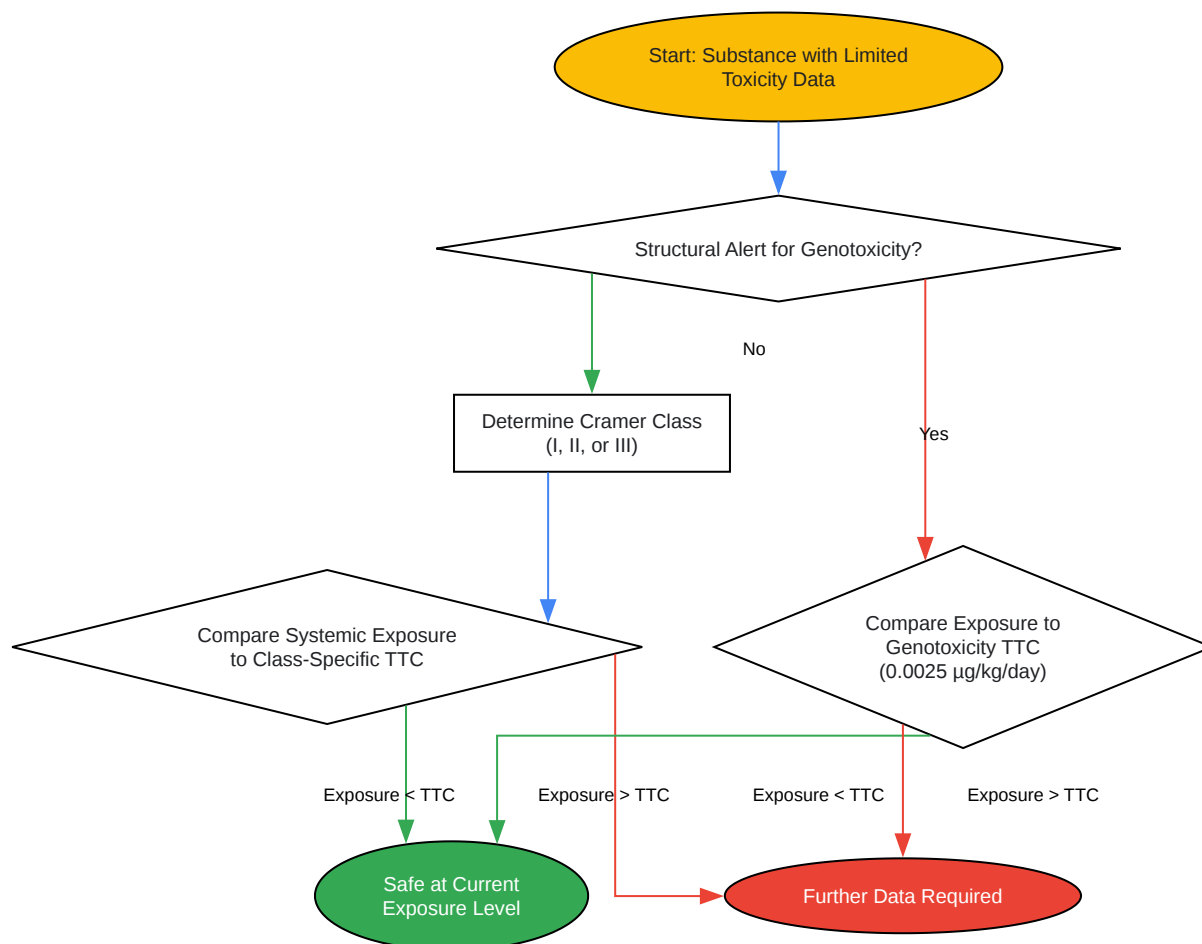 Start: Substance with Limited
Toxicity Data
Structural Alert for Genotoxicity?
No
Determine Cramer Class
(I, II, or III)
Yes
Compare Systemic Exposure
to Class-Specific TTC
Compare Exposure to
Genotoxicity TTC
(0.0025 µg/kg/day)
Exposure < TTC
Exposure > TTC
Exposure < TTC
Exposure > TTC
Safe at Current
Exposure Level
Further Data Required